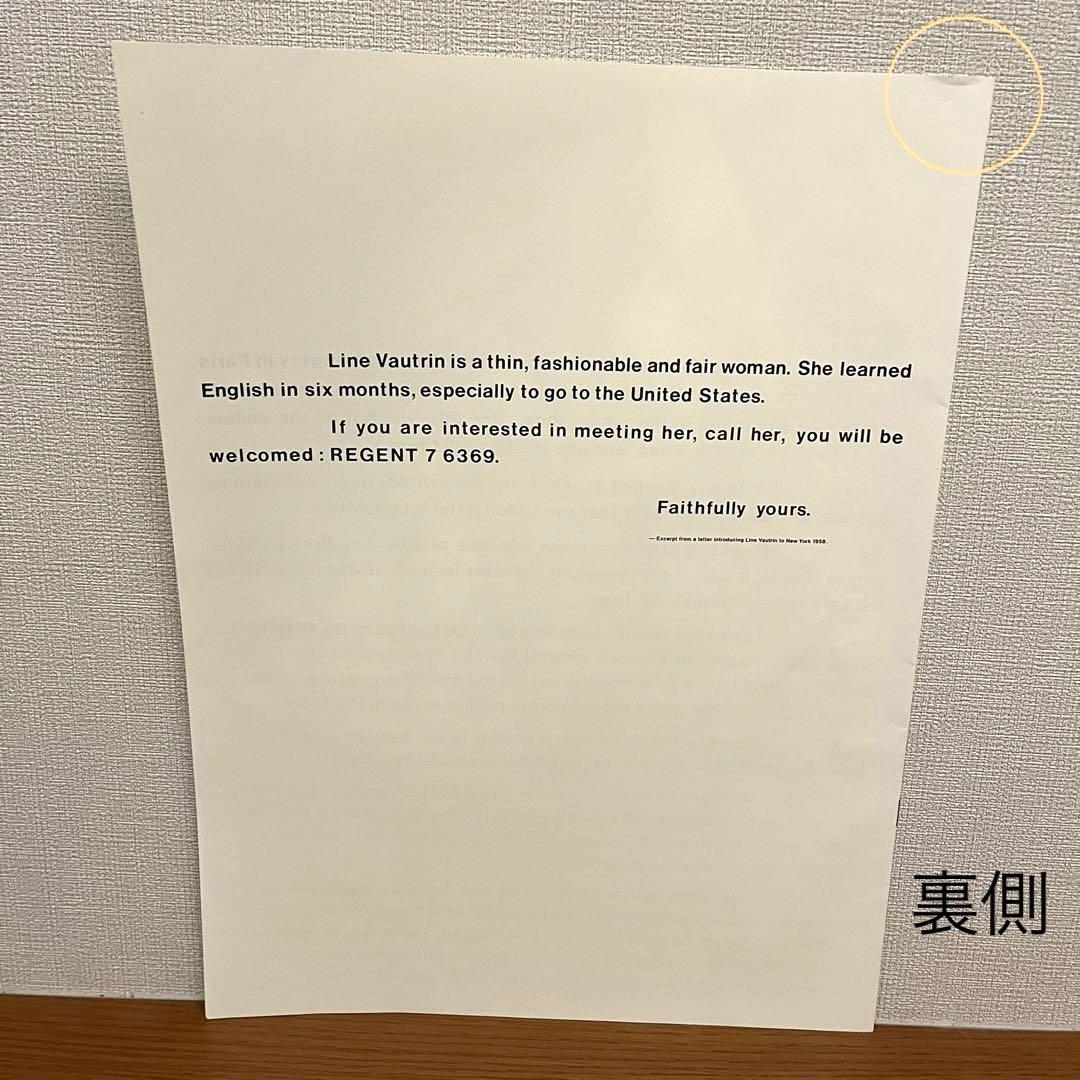 Line Vautrin is a thin, fashionable and fair woman. She learned
English in six months, especially to go to the United States.
If you are interested in meeting her, call her, you will be
welcomed : REGENT 7 6369.
Faithfully yours.
— Excerpt from a letter introducing Line Vautrin to New York 1958.
裏側